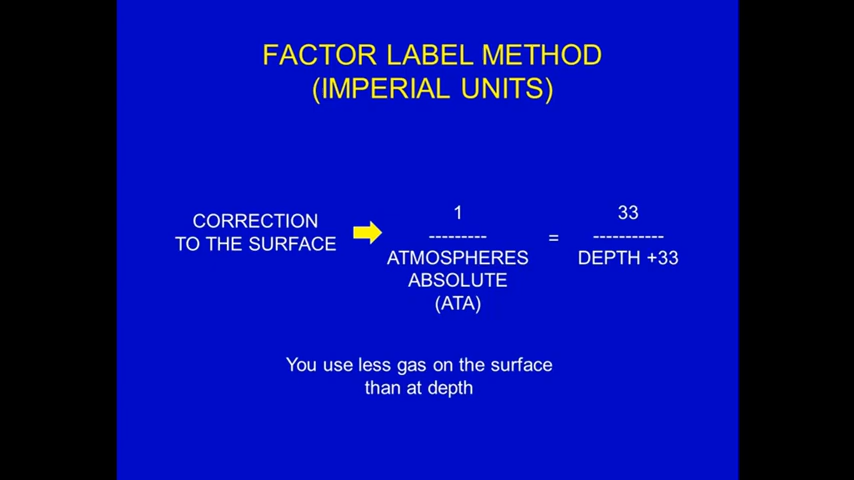 FACTOR LABEL METHOD
(IMPERIAL UNITS)
CORRECTION
TO THE SURFACE
1
---------
ATMOSPHERES
ABSOLUTE
(ATA)
=
33
-----------
DEPTH +33
You use less gas on the surface
than at depth